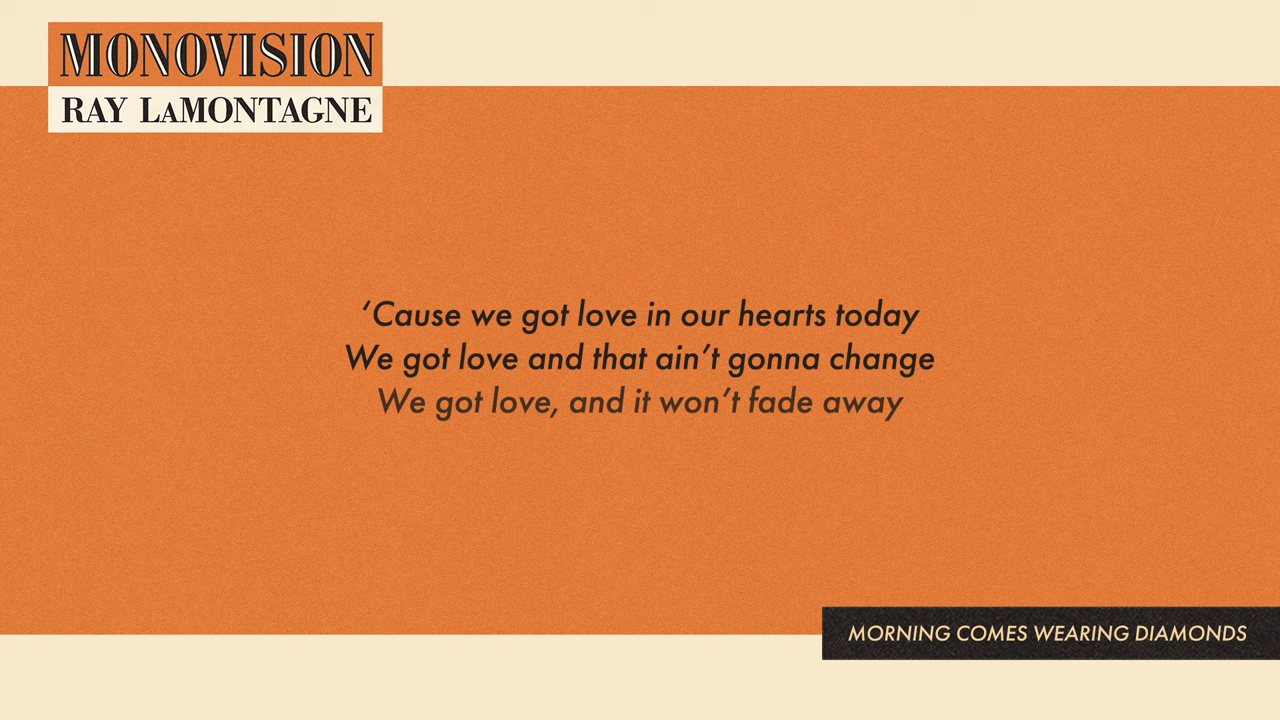 MONOVISION
RAY LAMONTAGNE
‘Cause we got love in our hearts today
We got love and that ain’t gonna change
We got love, and it won’t fade away
MORNING COMES WEARING DIAMONDS